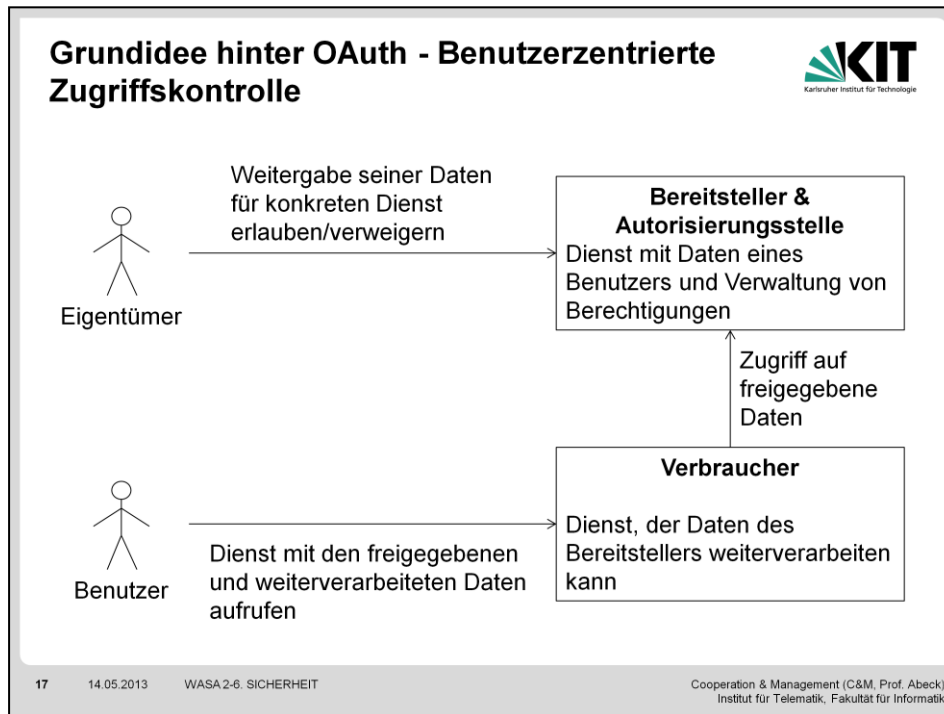 Grundidee hinter OAuth - Benutzerzentrierte
Zugriffskontrolle
KIT
Karlsruher Institut für Technologie
Weitergabe seiner Daten
für konkreten Dienst
erlauben/verweigern
Eigentümer
Bereitsteller &
Autorisierungsstelle
Dienst mit Daten eines
Benutzers und Verwaltung von
Berechtigungen
Zugriff auf
freigegebene
Daten
Verbraucher
Dienst, der Daten des
Bereitstellers weiterverarbeiten
kann
Benutzer
Dienst mit den freigegebenen
und weiterverarbeiteten Daten
aufrufen
17 14.05.2013 WASA 2-6. SICHERHEIT
Cooperation & Management (C&M, Prof. Abeck)
Institut für Telematik, Fakultät für Informatik